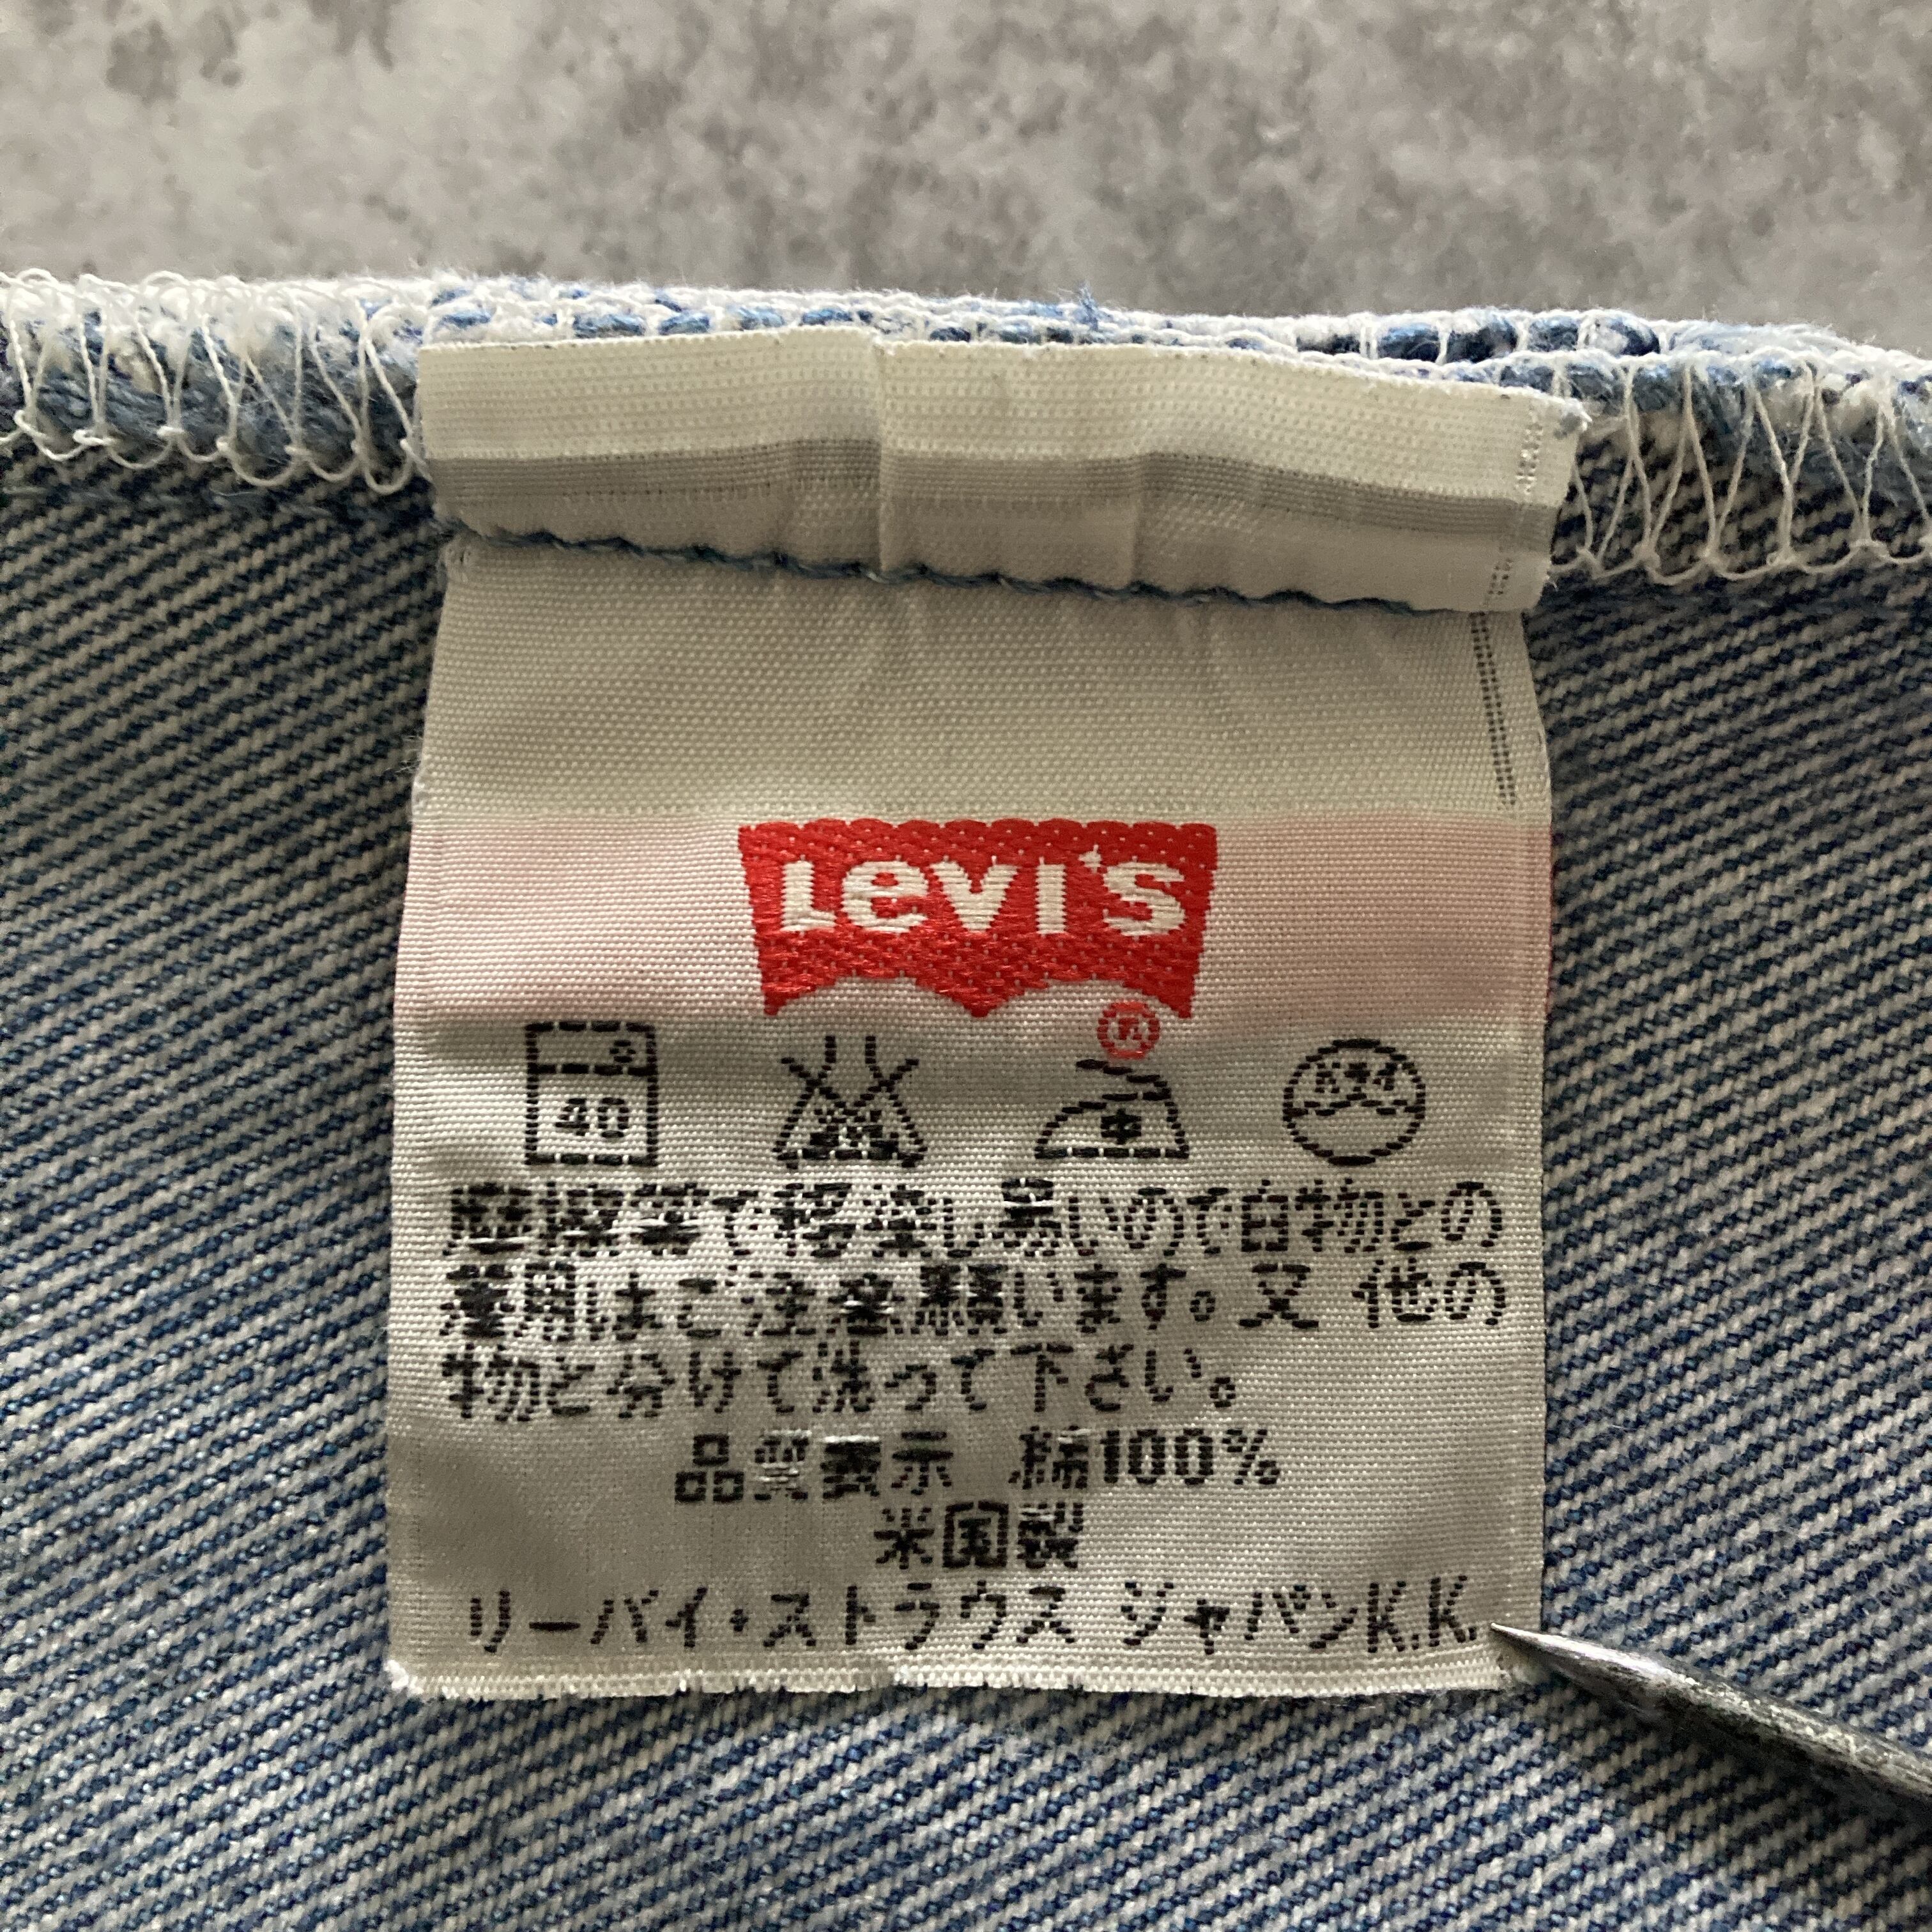 Levi's
®
40
ドライ
摩擦等で移染し易いので白物との
着用はご注意願います。又 他の
物と分けて洗って下さい。
品質表示 綿100%
米国製
リーバイ・ストラウス ジャパンK.K.